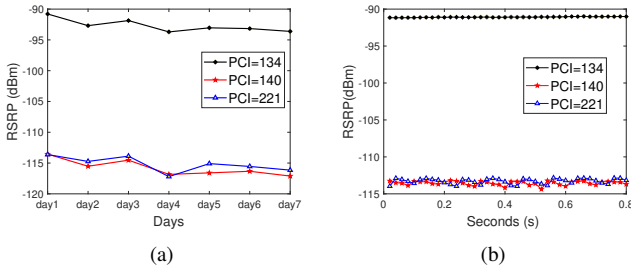 -90
-95
-100
-105
-110
-115
-120
RSRP (dBm)
PCI=134
PCI=140
PCI=221
day1 day2 day3 day4 day5 day6 day7
Days
(a)
-90
-95
-100
-105
-110
-115
RSRP(dBm)
PCI=134
PCI=140
PCI=221
0 0.2 0.4 0.6 0.8
Seconds (s)
(b)